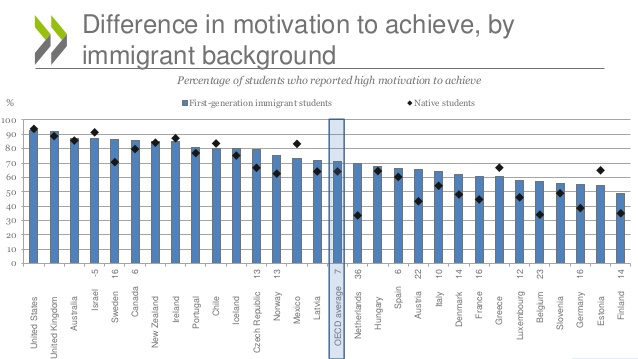 Difference in motivation to achieve, by
immigrant background
Percentage of students who reported high motivation to achieve
%
First-generation immigrant students
Native students
100
90
80
70
60
50
40
30
20
10
0
United States
United Kingdom
Australia
Israel -5
Sweden 16
Canada 6
New Zealand
Ireland
Portugal
Chile
Iceland
Czech Republic 13
Norway 13
Mexico
Latvia
OECD average 7
Netherlands 36
Hungary
Spain 6
Austria 22
Italy 10
Denmark 14
France 16
Greece
Luxembourg 12
Belgium 23
Slovenia
Germany 16
Estonia
Finland 14